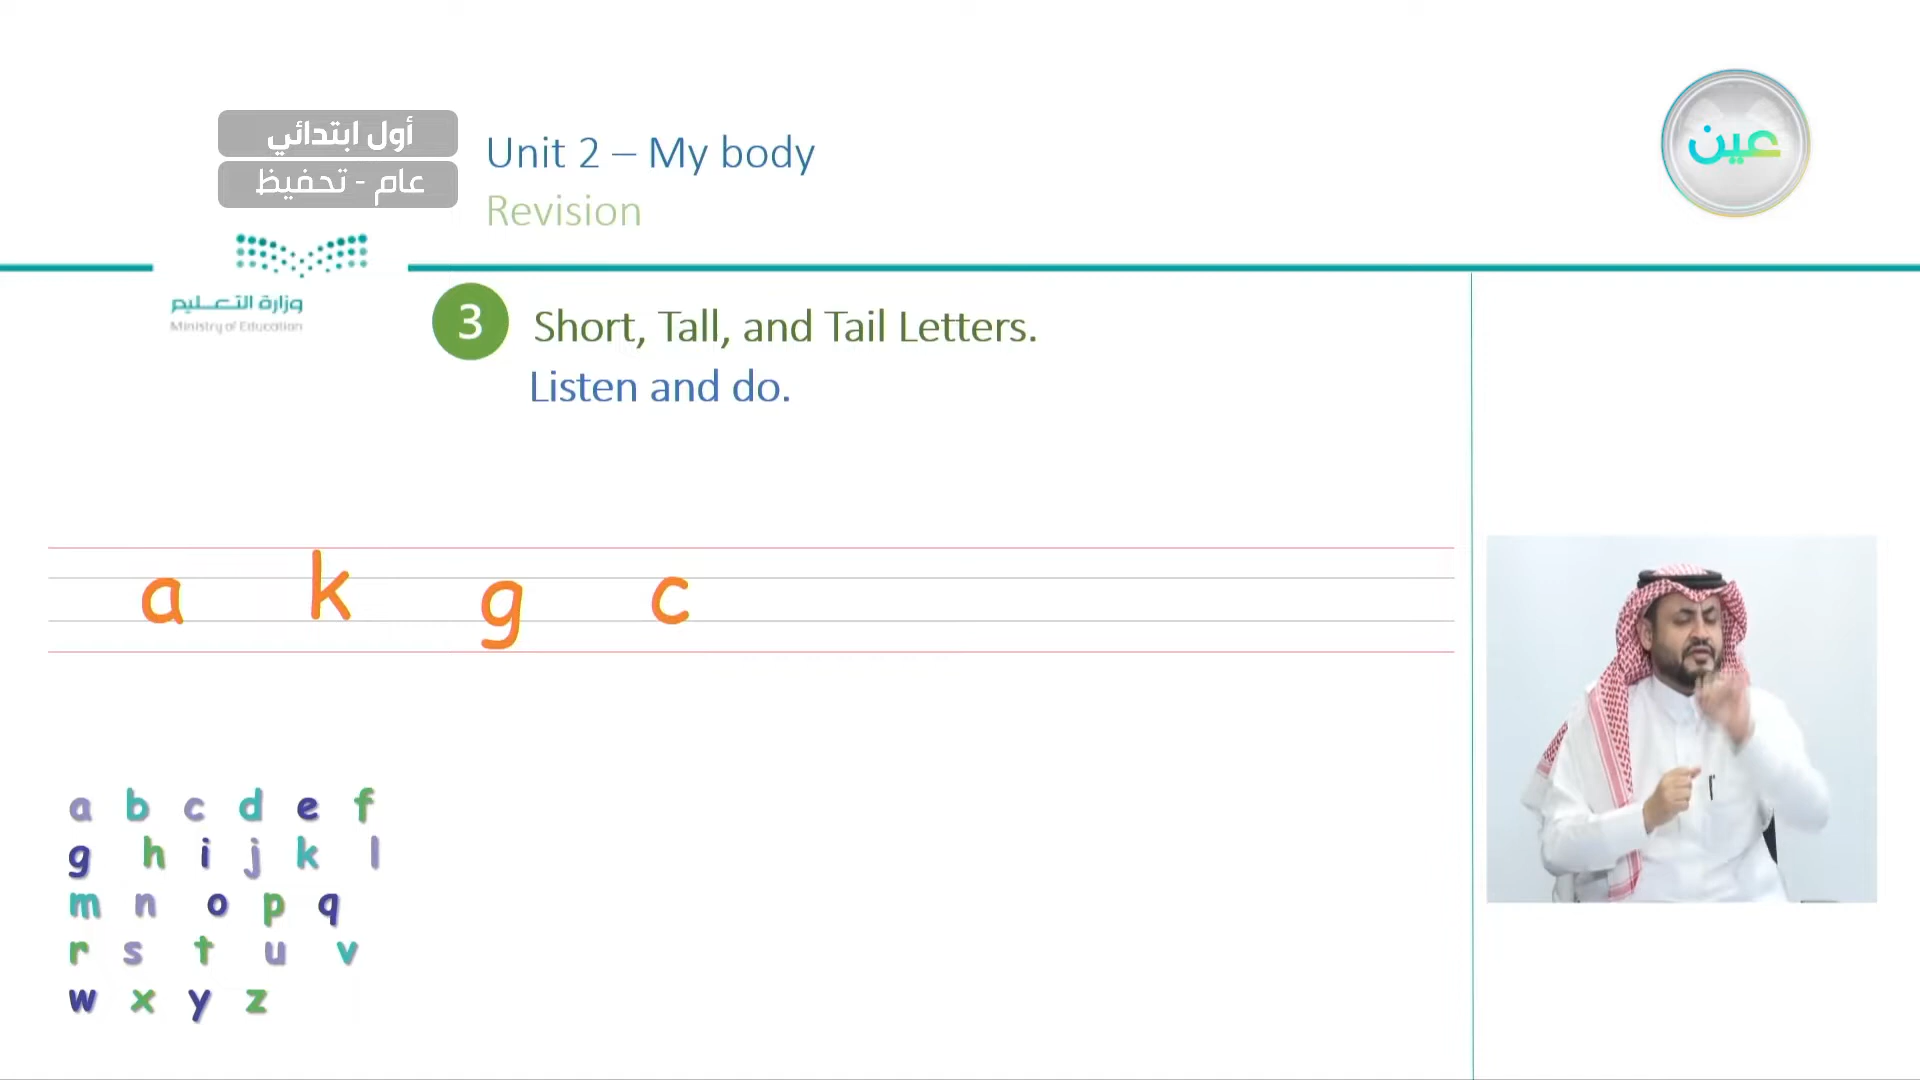 أول ابتدائي
عام - تحفيظ
Unit 2 – My body
Revision
عين
وزارة التعليم
Ministry of Education
3 Short, Tall, and Tail Letters.
Listen and do.
a k g c
a b c d e f
g h i j k l
m n o p q
r s t u v
w x y z